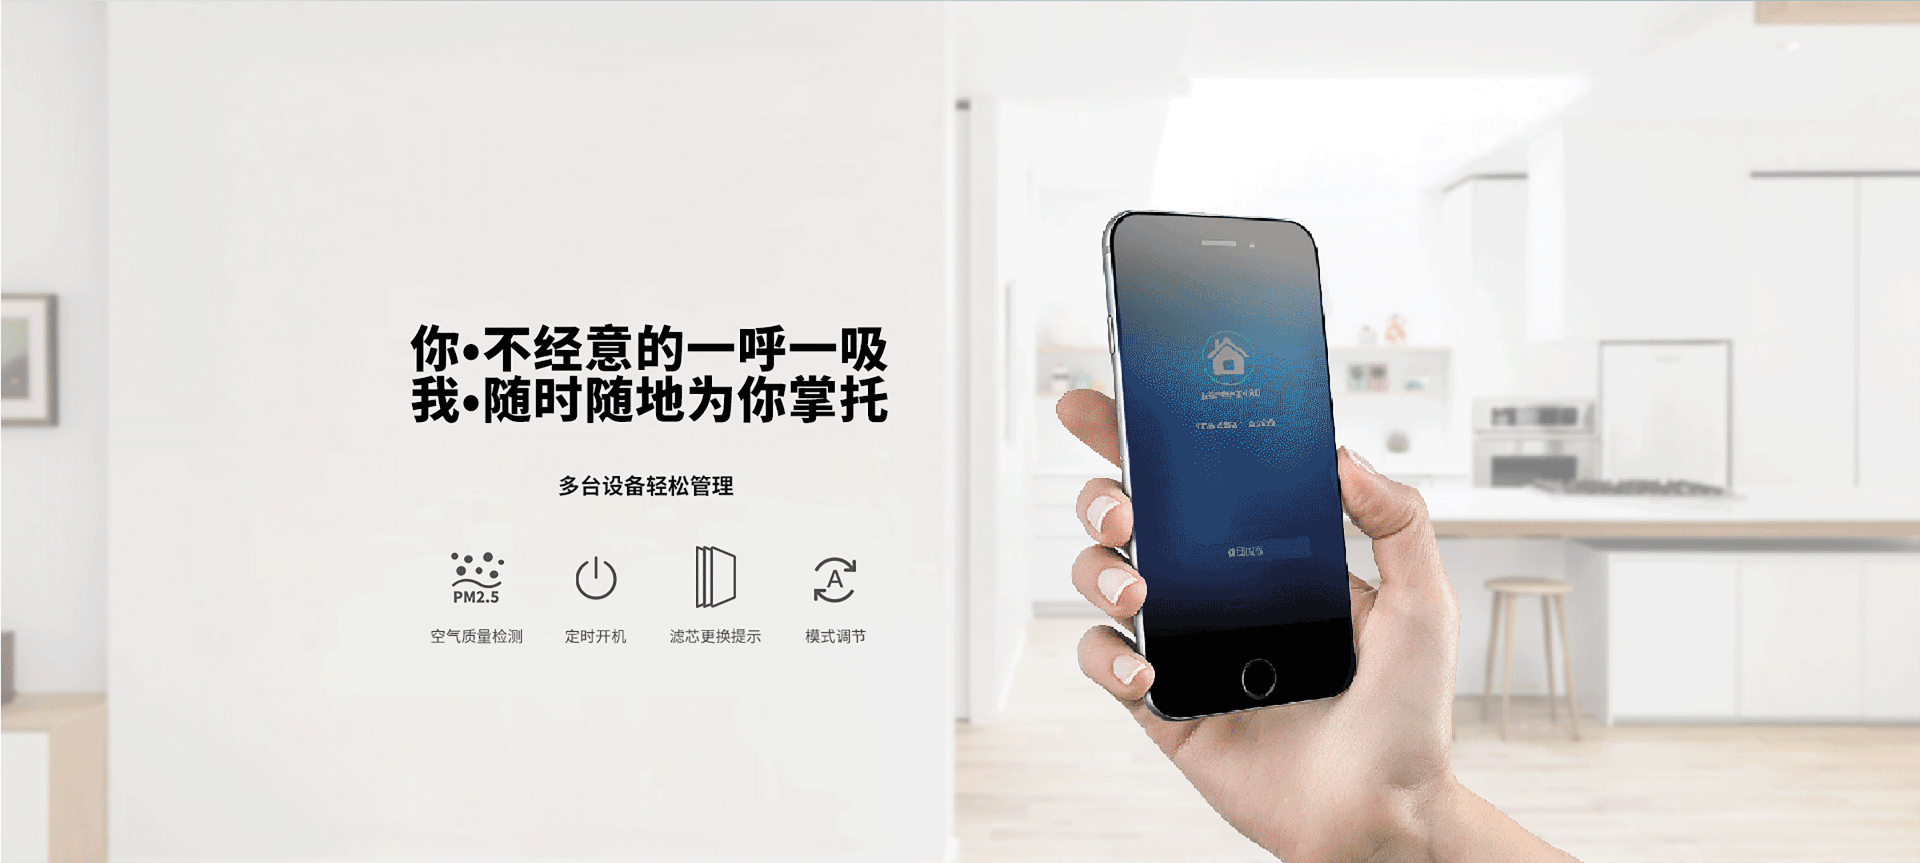 你•不经意的一呼一吸
我•随时随地为你掌托
多台设备轻松管理
A
PM2.5
空气质量检测
定时开机
滤芯更换提示
模式调节